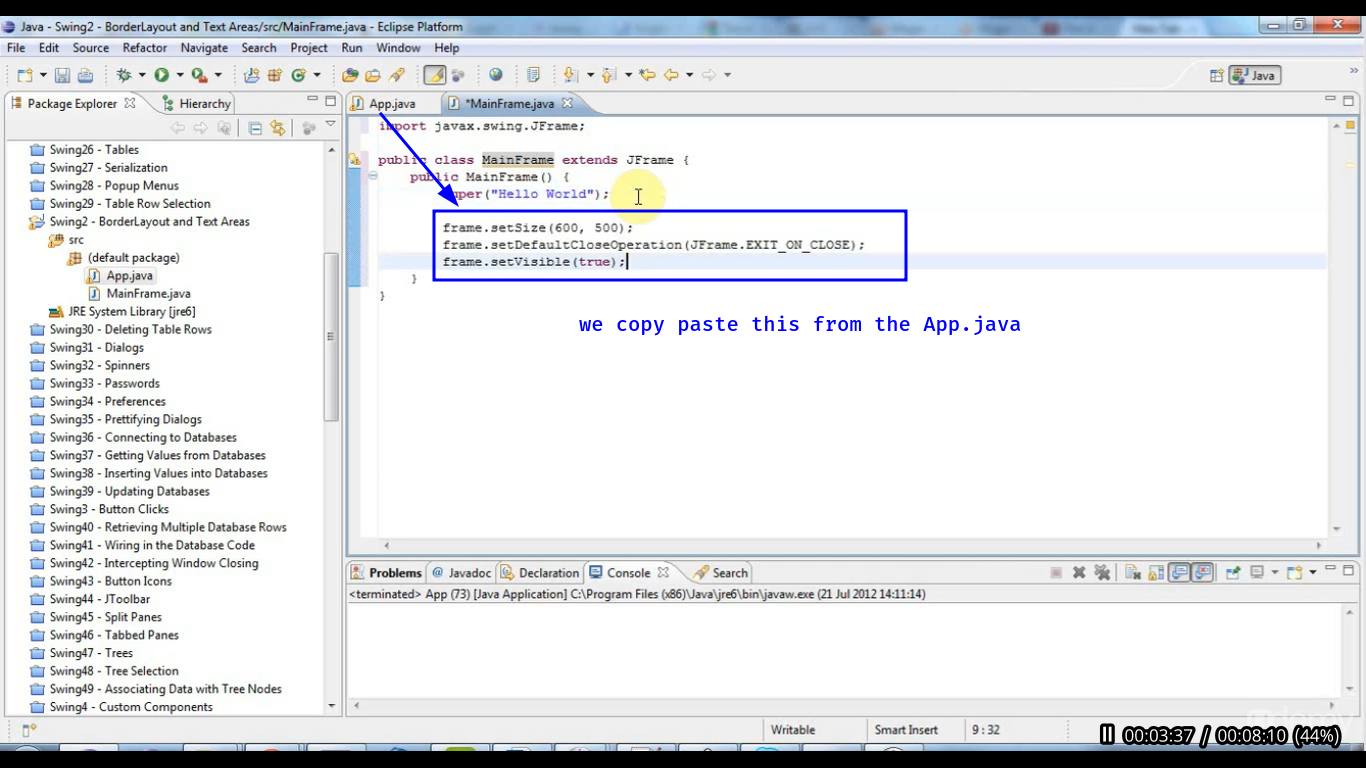 Java - Swing2 - BorderLayout and Text Areas/src/MainFrame.java - Eclipse Platform
File Edit Source Refactor Navigate Search Project Run Window Help
Java
Package Explorer Hierarchy
Swing26 - Tables
Swing27 - Serialization
Swing28 - Popup Menus
Swing29 - Table Row Selection
Swing2 - BorderLayout and Text Areas
src
(default package)
App.java
MainFrame.java
JRE System Library [jre6]
Swing30 - Deleting Table Rows
Swing31 - Dialogs
Swing32 - Spinners
Swing33 - Passwords
Swing34 - Preferences
Swing35 - Prettifying Dialogs
Swing36 - Connecting to Databases
Swing37 - Getting Values from Databases
Swing38 - Inserting Values into Databases
Swing39 - Updating Databases
Swing3 - Button Clicks
Swing40 - Retrieving Multiple Database Rows
Swing41 - Wiring in the Database Code
Swing42 - Intercepting Window Closing
Swing43 - Button Icons
Swing44 - JToolbar
Swing45 - Split Panes
Swing46 - Tabbed Panes
Swing47 - Trees
Swing48 - Tree Selection
Swing49 - Associating Data with Tree Nodes
Swing4 - Custom Components
App.java *MainFrame.java
import javax.swing.JFrame;
public class MainFrame extends JFrame {
public MainFrame() {
super("Hello World");
frame.setSize(600, 500);
frame.setDefaultCloseOperation(JFrame.EXIT_ON_CLOSE);
frame.setVisible(true);
}
}
we copy paste this from the App.java
Problems @ Javadoc Declaration Console Search
<terminated> App (73) [Java Application] C:\Program Files (x86)\Java\jre6\bin\javaw.exe (21 Jul 2012 14:11:14)
Writable Smart Insert 9 : 32
00:03:37 / 00:08:10 (44%)